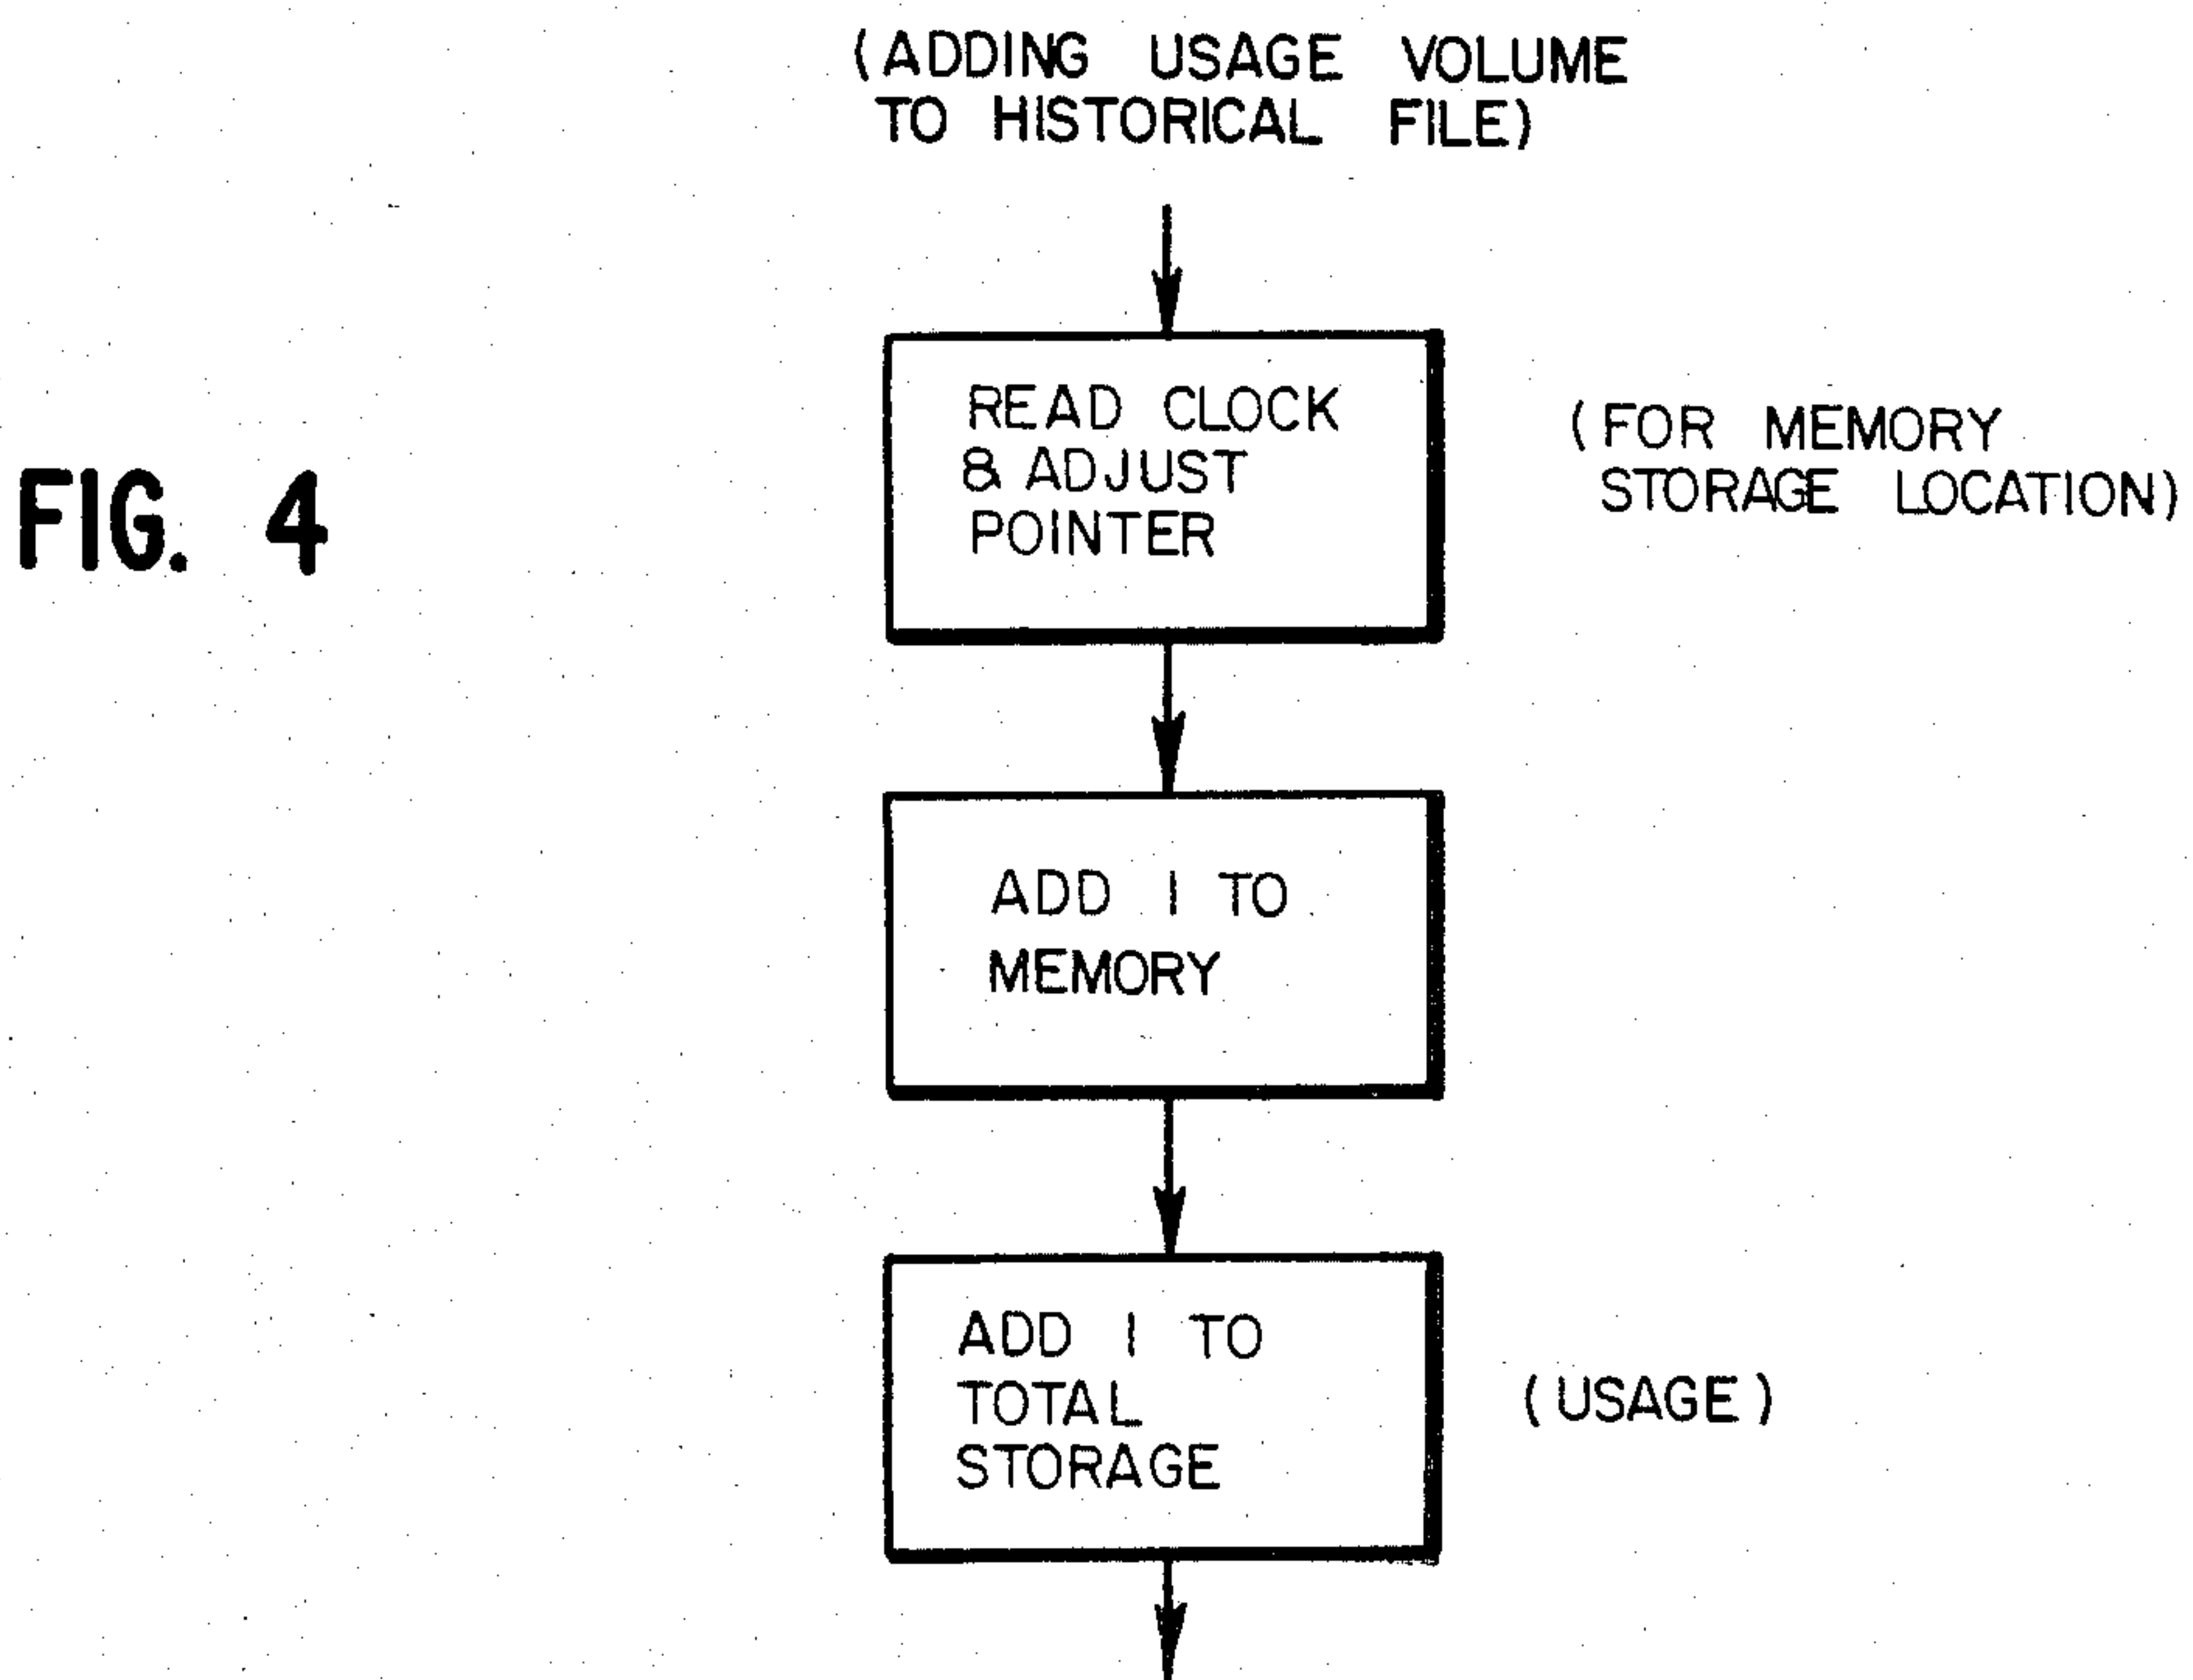 (ADDING USAGE VOLUME
TO HISTORICAL FILE)
READ CLOCK
& ADJUST
POINTER
(FOR MEMORY
STORAGE LOCATION)
FIG. 4
ADD 1 TO
MEMORY
ADD 1 TO
TOTAL
STORAGE
(USAGE)